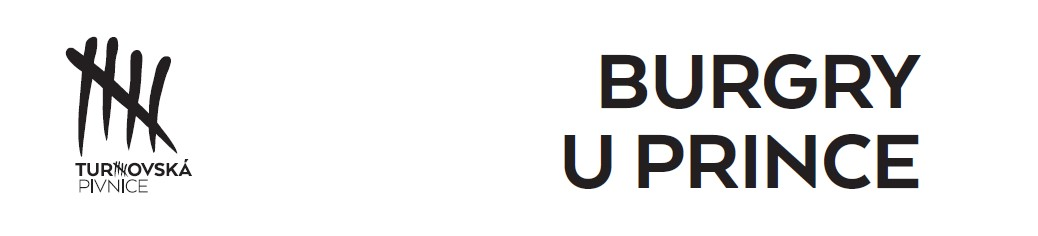 TURNOVSKÁ
PIVNICE
BURGRY
U PRINCE